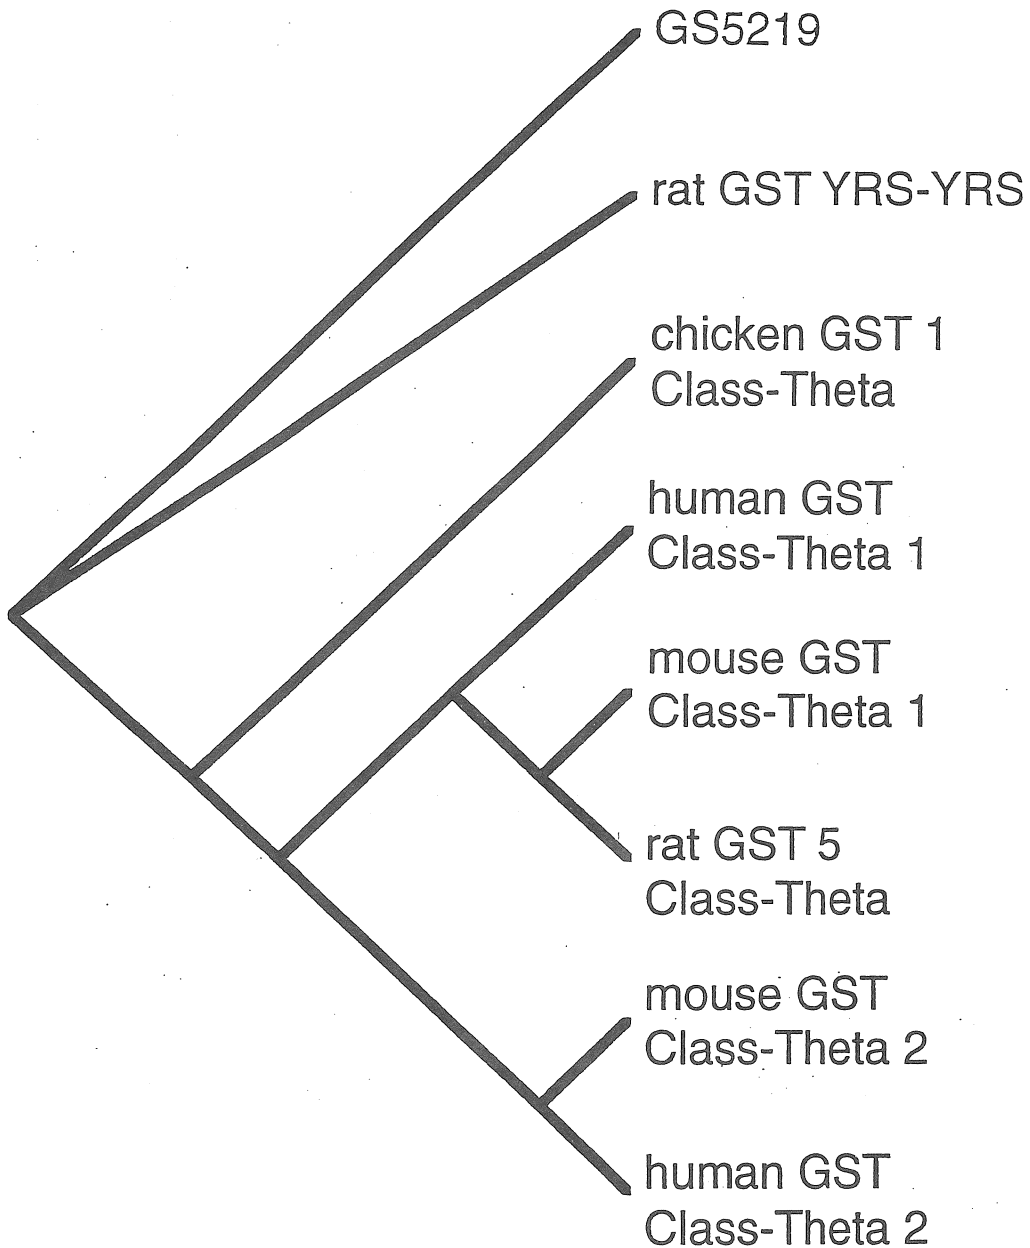 GS5219
rat GST YRS-YRS
chicken GST 1
Class-Theta
human GST
Class-Theta 1
mouse GST
Class-Theta 1
rat GST 5
Class-Theta
mouse GST
Class-Theta 2
human GST
Class-Theta 2